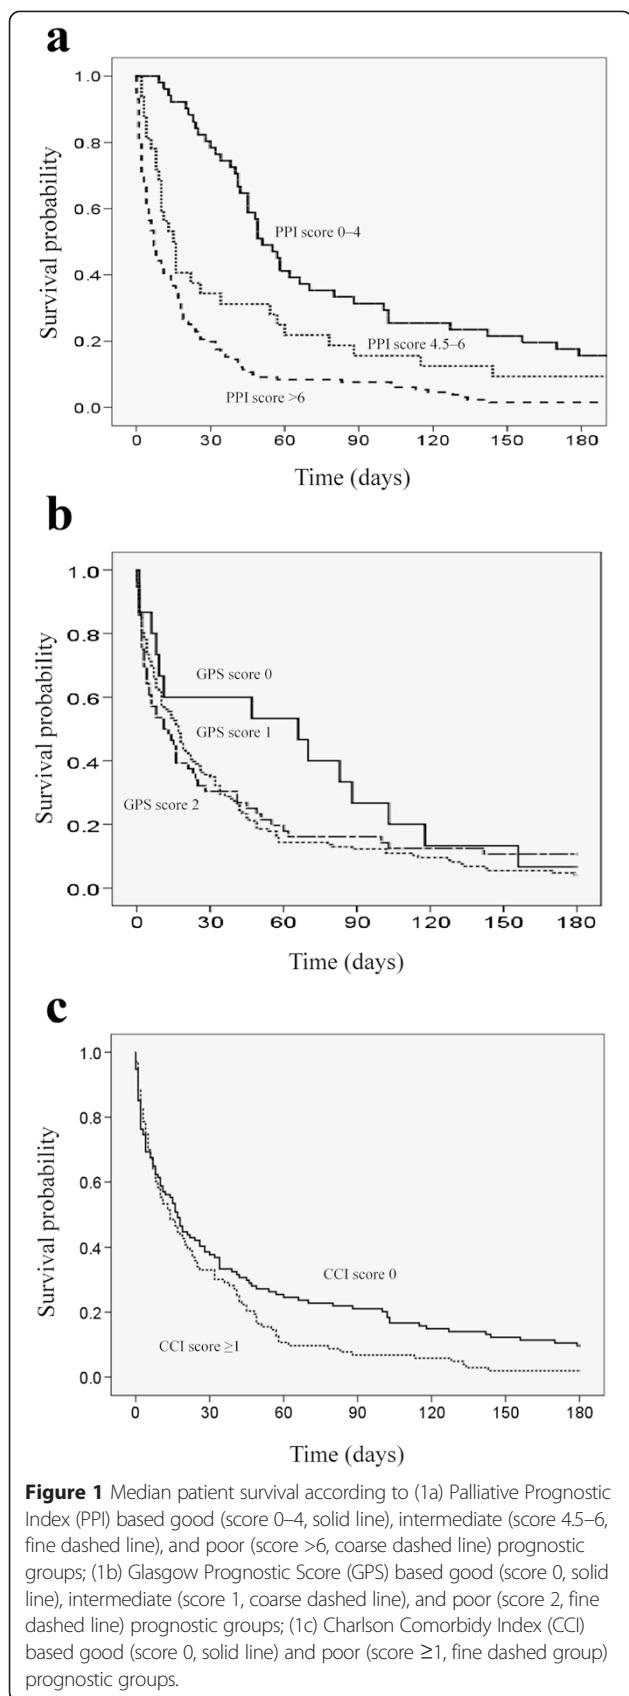 a
1.0
0.8
0.6
0.4
0.2
0.0
Survival probability
PPI score 0–4
PPI score 4.5–6
PPI score >6
0 30 60 90 120 150 180
Time (days)
b
1.0
0.8
0.6
0.4
0.2
0.0
Survival probability
GPS score 0
GPS score 1
GPS score 2
0 30 60 90 120 150 180
Time (days)
c
1.0
0.8
0.6
0.4
0.2
0.0
Survival probability
CCI score 0
CCI score ≥1
0 30 60 90 120 150 180
Time (days)
Figure 1 Median patient survival according to (1a) Palliative Prognostic
Index (PPI) based good (score 0–4, solid line), intermediate (score 4.5–6,
fine dashed line), and poor (score >6, coarse dashed line) prognostic
groups; (1b) Glasgow Prognostic Score (GPS) based good (score 0, solid
line), intermediate (score 1, coarse dashed line), and poor (score 2, fine
dashed line) prognostic groups; (1c) Charlson Comorbidy Index (CCI)
based good (score 0, solid line) and poor (score ≥1, fine dashed group)
prognostic groups.